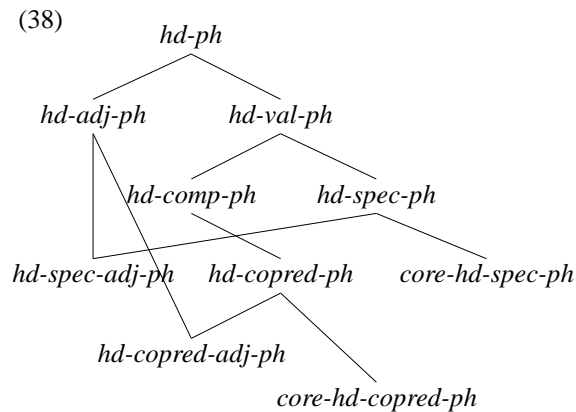 (38)
hd-ph
hd-adj-ph hd-val-ph
hd-comp-ph hd-spec-ph
hd-spec-adj-ph hd-copred-ph core-hd-spec-ph
hd-copred-adj-ph
core-hd-copred-ph